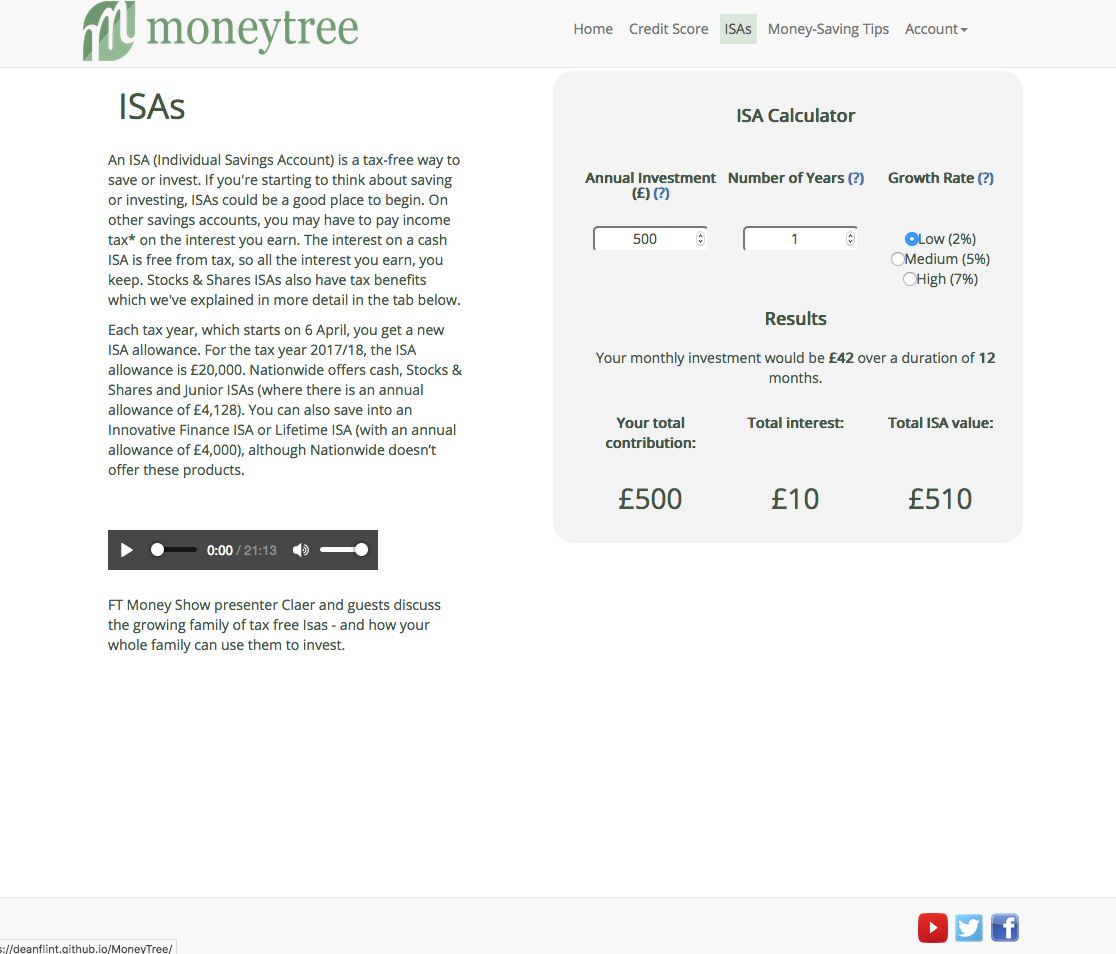 moneytree
Home Credit Score ISAs Money-Saving Tips Account
ISAs
An ISA (Individual Savings Account) is a tax-free way to
save or invest. If you're starting to think about saving
or investing, ISAs could be a good place to begin. On
other savings accounts, you may have to pay income
tax* on the interest you earn. The interest on a cash
ISA is free from tax, so all the interest you earn, you
keep. Stocks & Shares ISAs also have tax benefits
which we've explained in more detail in the tab below.
Each tax year, which starts on 6 April, you get a new
ISA allowance. For the tax year 2017/18, the ISA
allowance is £20,000. Nationwide offers cash, Stocks &
Shares and Junior ISAs (where there is an annual
allowance of £4,128). You can also save into an
Innovative Finance ISA or Lifetime ISA (with an annual
allowance of £4,000), although Nationwide doesn’t
offer these products.
0:00 / 21:13
FT Money Show presenter Claer and guests discuss
the growing family of tax free Isas - and how your
whole family can use them to invest.
ISA Calculator
Annual Investment
(£) (?)
500
Number of Years (?)
1
Growth Rate (?)
Low (2%)
Medium (5%)
High (7%)
Results
Your monthly investment would be £42 over a duration of 12
months.
Your total
contribution:
£500
Total interest:
£10
Total ISA value:
£510
s://deanflint.github.io/MoneyTree/